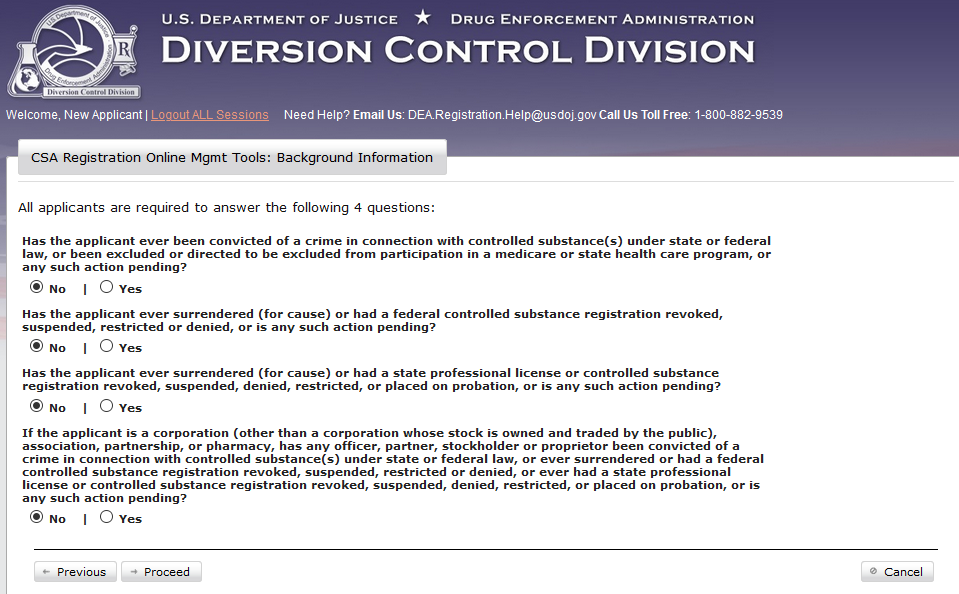 U.S. DEPARTMENT OF JUSTICE ★ DRUG ENFORCEMENT ADMINISTRATION
DIVERSION CONTROL DIVISION
U.S. Department of Justice
Rx
Drug Enforcement Administration
Diversion Control Division
Welcome, New Applicant | Logout ALL Sessions Need Help? Email Us: DEA.Registration.Help@usdoj.gov Call Us Toll Free: 1-800-882-9539
CSA Registration Online Mgmt Tools: Background Information
All applicants are required to answer the following 4 questions:
Has the applicant ever been convicted of a crime in connection with controlled substance(s) under state or federal
law, or been excluded or directed to be excluded from participation in a medicare or state health care program, or
any such action pending?
No | Yes
Has the applicant ever surrendered (for cause) or had a federal controlled substance registration revoked,
suspended, restricted or denied, or is any such action pending?
No | Yes
Has the applicant ever surrendered (for cause) or had a state professional license or controlled substance
registration revoked, suspended, denied, restricted, or placed on probation, or is any such action pending?
No | Yes
If the applicant is a corporation (other than a corporation whose stock is owned and traded by the public),
association, partnership, or pharmacy, has any officer, partner, stockholder or proprietor been convicted of a
crime in connection with controlled substance(s) under state or federal law, or ever surrendered or had a federal
controlled substance registration revoked, suspended, restricted or denied, or ever had a state professional
license or controlled substance registration revoked, suspended, denied, restricted, or placed on probation, or is
any such action pending?
No | Yes
Previous Proceed Cancel